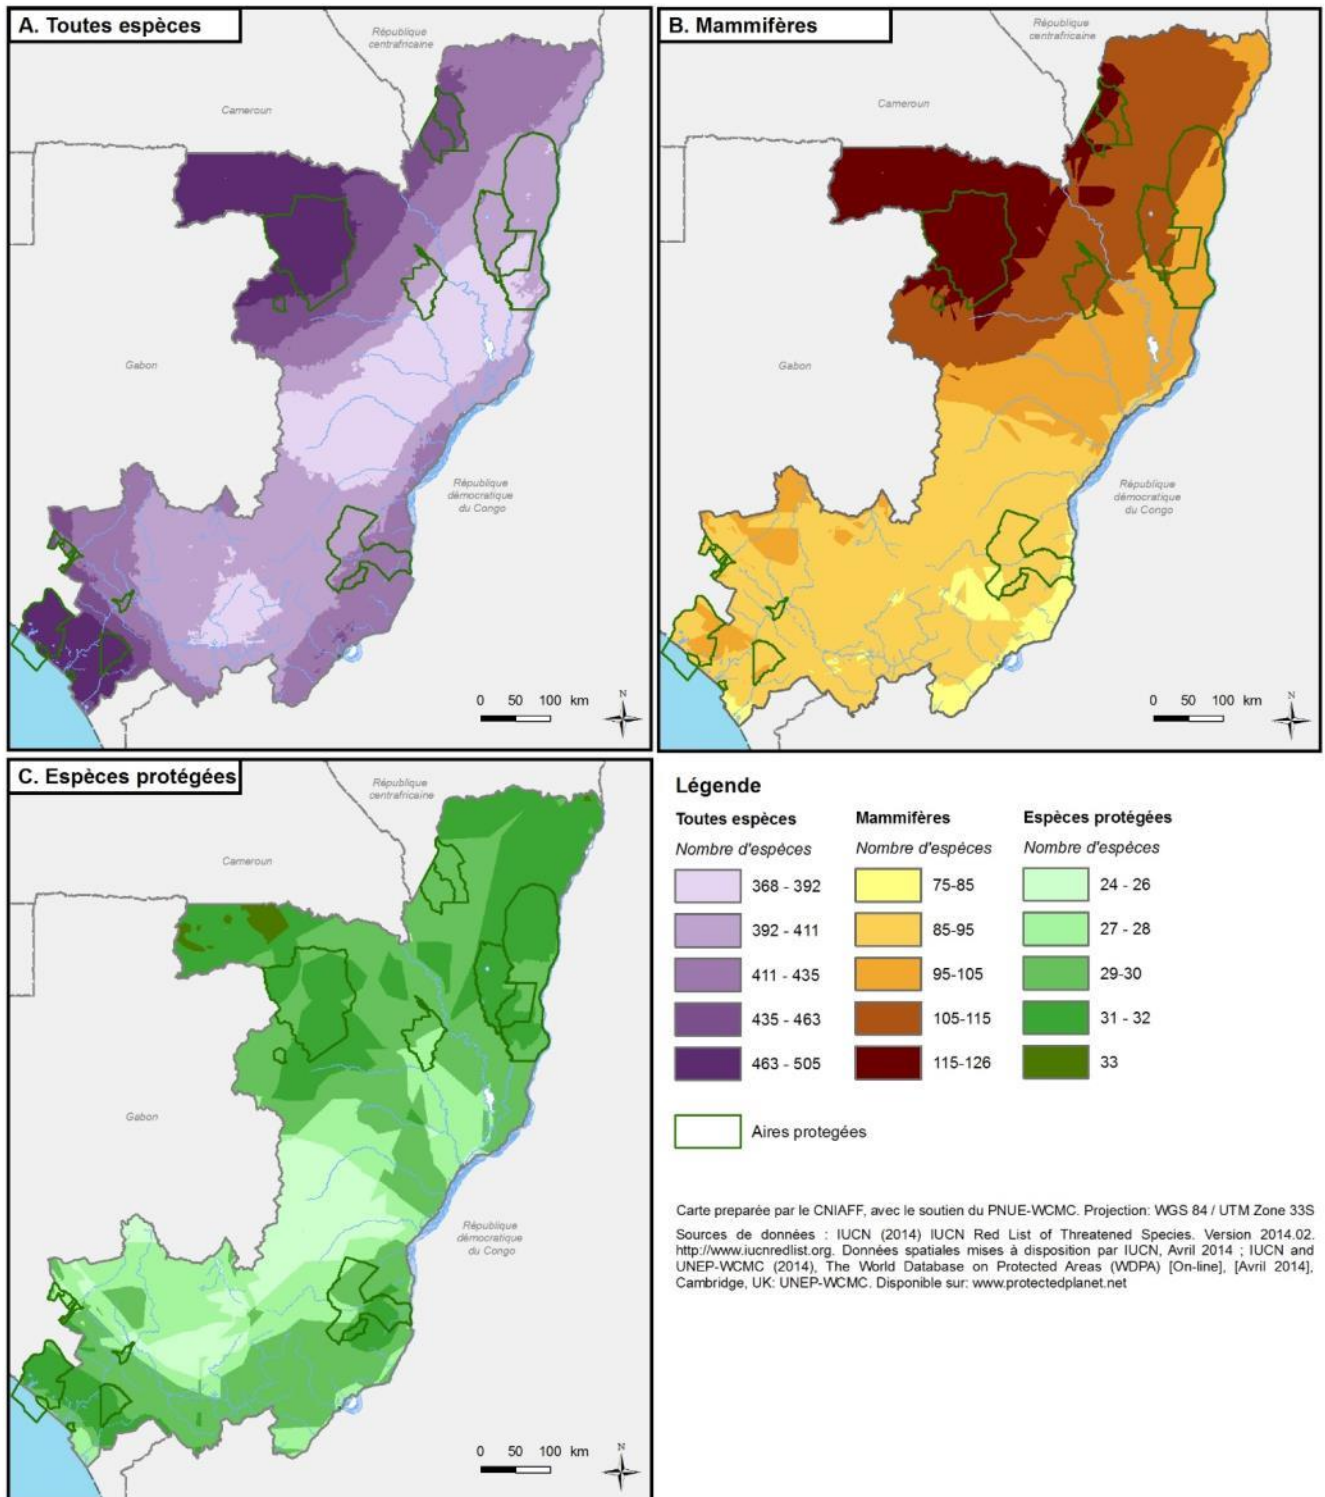 A. Toutes espèces
République
centrafricaine
Cameroun
Gabon
République
démocratique
du Congo
0 50 100 km
N
B. Mammifères
République
centrafricaine
Cameroun
Gabon
République
démocratique
du Congo
0 50 100 km
N
C. Espèces protégées
République
centrafricaine
Cameroun
Gabon
République
démocratique
du Congo
0 50 100 km
N
Légende
Toutes espèces Mammifères Espèces protégées
Nombre d'espèces Nombre d'espèces Nombre d'espèces
368 - 392 75-85 24 - 26
392 - 411 85-95 27 - 28
411 - 435 95-105 29-30
435 - 463 105-115 31 - 32
463 - 505 115-126 33
Aires protegées
Carte preparée par le CNIAFF, avec le soutien du PNUE-WCMC. Projection: WGS 84 / UTM Zone 33S
Sources de données : IUCN (2014) IUCN Red List of Threatened Species. Version 2014.02.
http://www.iucnredlist.org. Données spatiales mises à disposition par IUCN, Avril 2014 ; IUCN and
UNEP-WCMC (2014), The World Database on Protected Areas (WDPA) [On-line], [Avril 2014],
Cambridge, UK: UNEP-WCMC. Disponible sur: www.protectedplanet.net